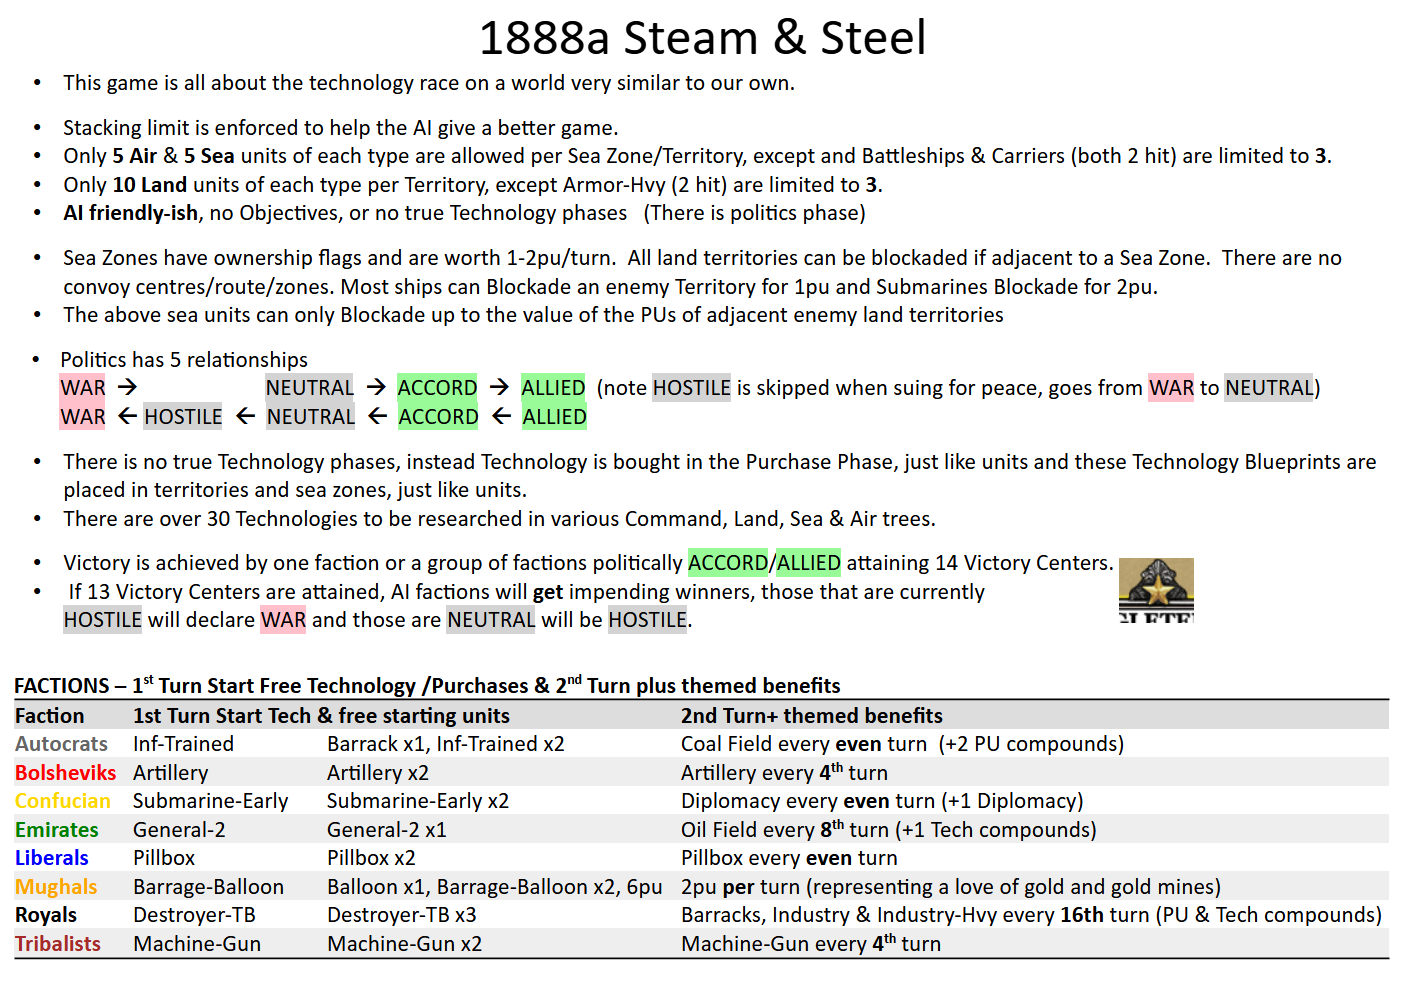 1888a Steam & Steel
• This game is all about the technology race on a world very similar to our own.
• Stacking limit is enforced to help the AI give a better game.
• Only 5 Air & 5 Sea units of each type are allowed per Sea Zone/Territory, except and Battleships & Carriers (both 2 hit) are limited to 3.
• Only 10 Land units of each type per Territory, except Armor-Hvy (2 hit) are limited to 3.
• AI friendly-ish, no Objectives, or no true Technology phases (There is politics phase)
• Sea Zones have ownership flags and are worth 1-2pu/turn. All land territories can be blockaded if adjacent to a Sea Zone. There are no
convoy centres/route/zones. Most ships can Blockade an enemy Territory for 1pu and Submarines Blockade for 2pu.
• The above sea units can only Blockade up to the value of the PUs of adjacent enemy land territories
• Politics has 5 relationships
WAR → NEUTRAL → ACCORD → ALLIED (note HOSTILE is skipped when suing for peace, goes from WAR to NEUTRAL)
WAR ← HOSTILE ← NEUTRAL ← ACCORD ← ALLIED
• There is no true Technology phases, instead Technology is bought in the Purchase Phase, just like units and these Technology Blueprints are
placed in territories and sea zones, just like units.
• There are over 30 Technologies to be researched in various Command, Land, Sea & Air trees.
• Victory is achieved by one faction or a group of factions politically ACCORD/ALLIED attaining 14 Victory Centers.
• If 13 Victory Centers are attained, AI factions will get impending winners, those that are currently
HOSTILE will declare WAR and those are NEUTRAL will be HOSTILE.
FACTIONS – 1st Turn Start Free Technology /Purchases & 2nd Turn plus themed benefits
Faction 1st Turn Start Tech & free starting units 2nd Turn+ themed benefits
Autocrats Inf-Trained Barrack x1, Inf-Trained x2 Coal Field every even turn (+2 PU compounds)
Bolsheviks Artillery Artillery x2 Artillery every 4th turn
Confucian Submarine-Early Submarine-Early x2 Diplomacy every even turn (+1 Diplomacy)
Emirates General-2 General-2 x1 Oil Field every 8th turn (+1 Tech compounds)
Liberals Pillbox Pillbox x2 Pillbox every even turn
Mughals Barrage-Balloon Balloon x1, Barrage-Balloon x2, 6pu 2pu per turn (representing a love of gold and gold mines)
Royals Destroyer-TB Destroyer-TB x3 Barracks, Industry & Industry-Hvy every 16th turn (PU & Tech compounds)
Tribalists Machine-Gun Machine-Gun x2 Machine-Gun every 4th turn